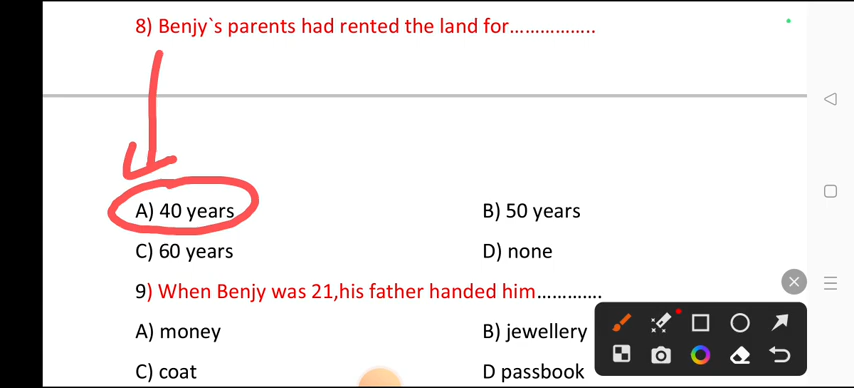 8) Benjy`s parents had rented the land for................
A) 40 years
B) 50 years
C) 60 years
D) none
9) When Benjy was 21,his father handed him.............
A) money
B) jewellery
C) coat
D passbook